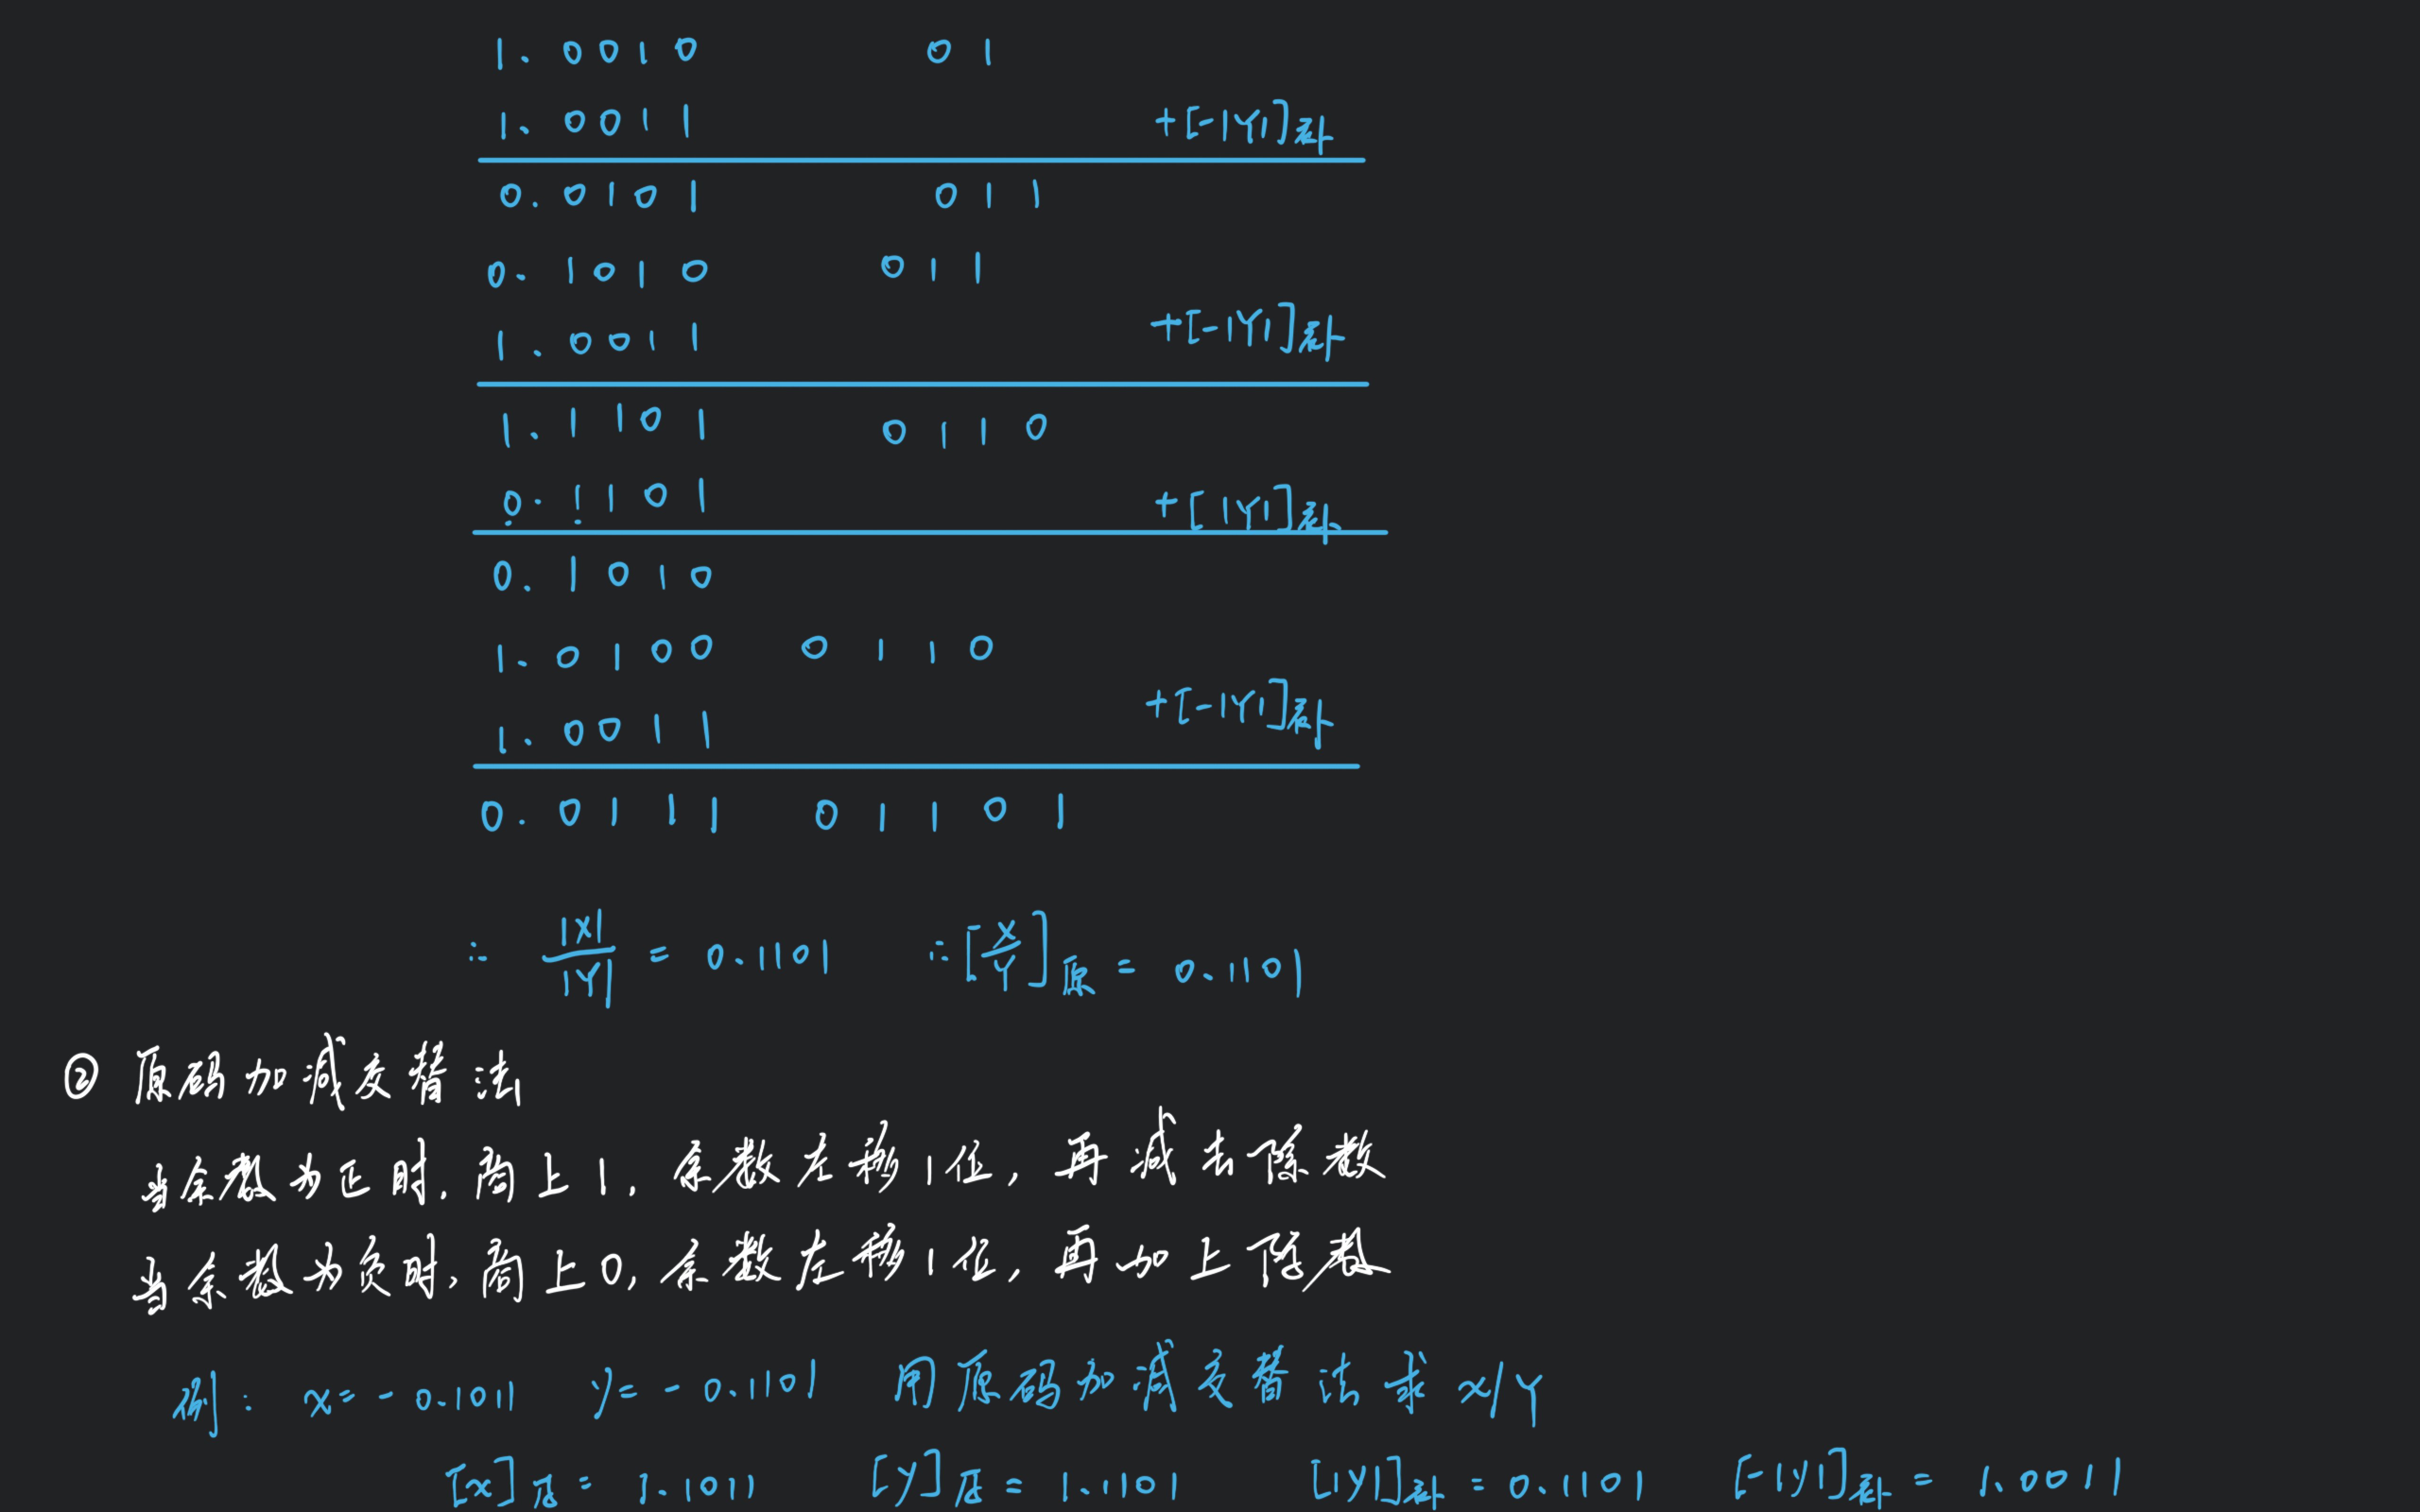 1.0010 01
1.0011 +[-|Y|]补
0.0101 011
0.1010 011
1.0011 +[-|Y|]补
1.1101 0110
0.1101 +[|Y|]补
0.1010
1.0100 0110
1.0011 +[-|Y|]补
0.0111 01101
∴ |X|/|Y| = 0.1101 ∴[X/Y]原 = 0.1101
② 原码加减交替法
当余数为正时,商上1,余数左移1位,再减去除数
当余数为负时,商上0,余数左移1位,再加上除数
例: x=-0.1011 y=-0.1101 用原码加减交替法求x/Y
[x]原=1.1011 [y]原=1.1101 [|y|]补=0.1101 [-|y|]补=1.0011